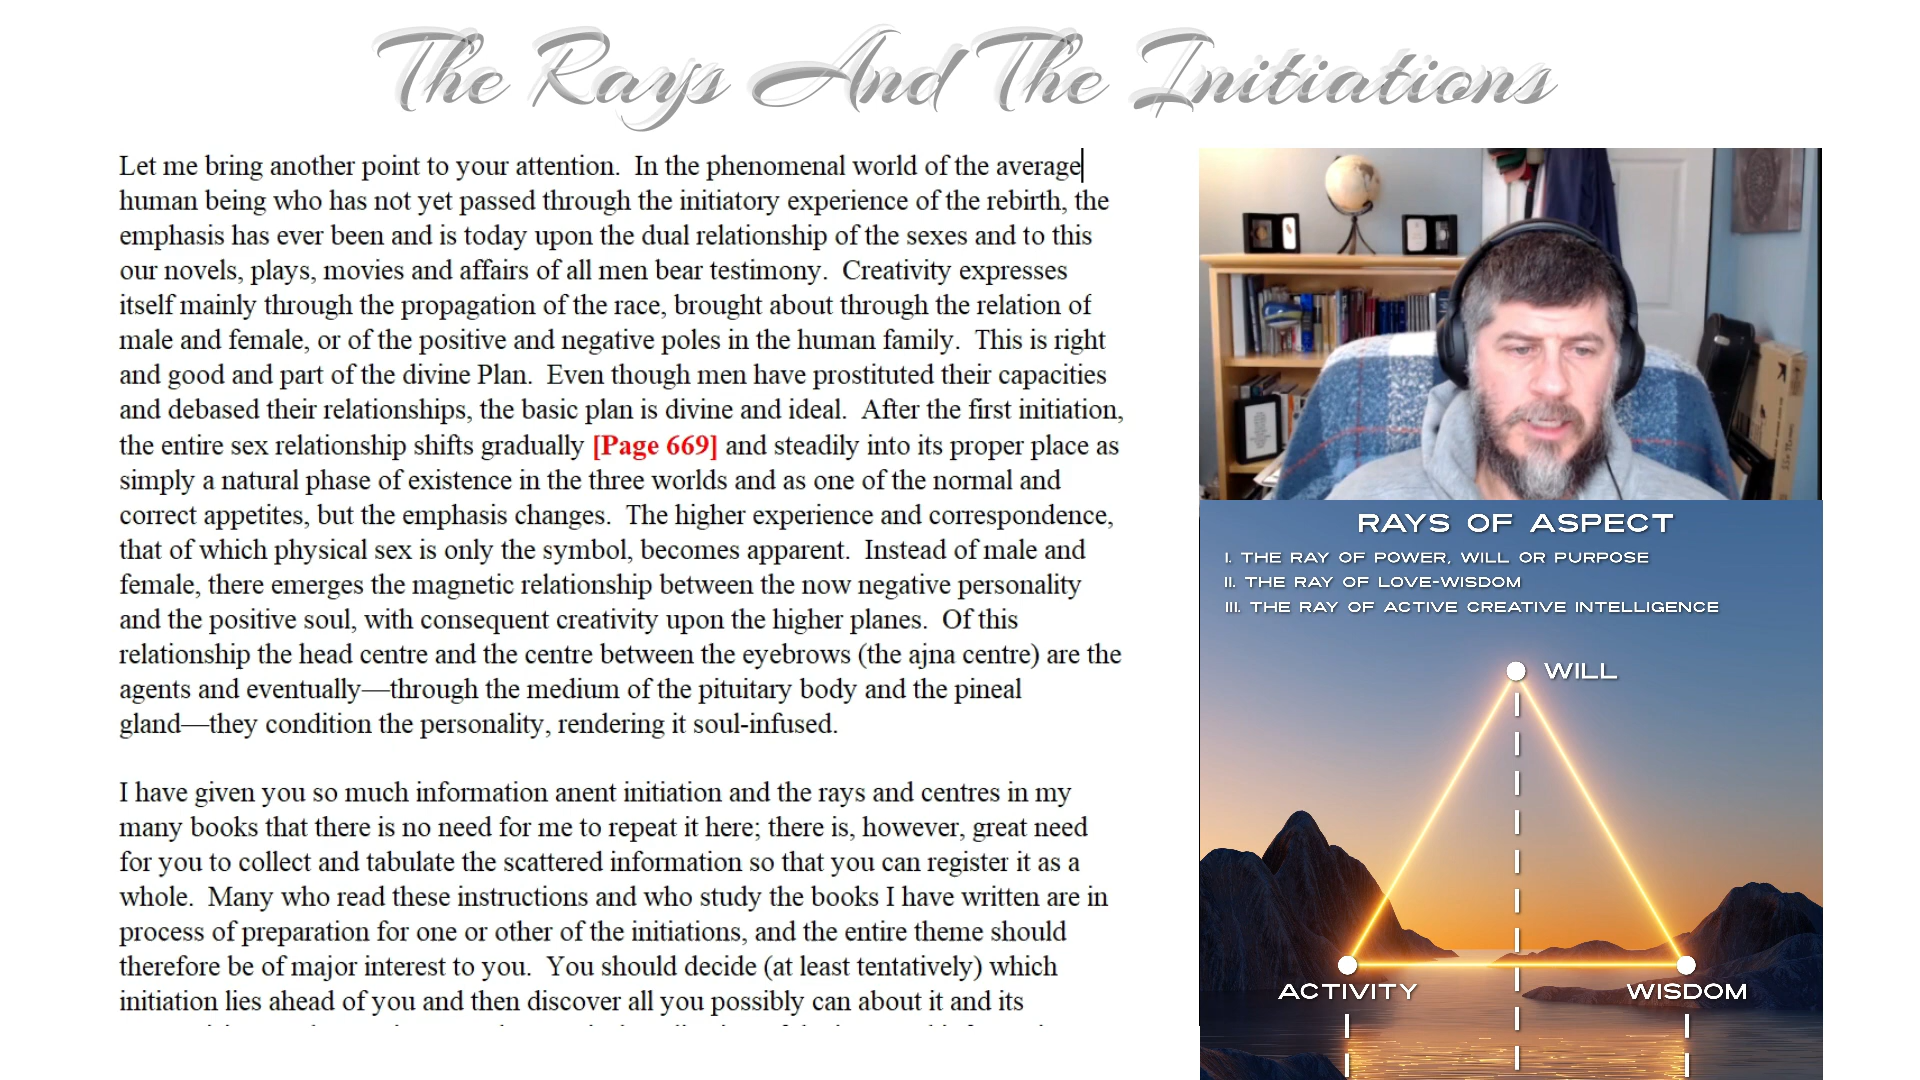 The Rays And The Initiations
Let me bring another point to your attention.  In the phenomenal world of the average
human being who has not yet passed through the initiatory experience of the rebirth, the
emphasis has ever been and is today upon the dual relationship of the sexes and to this
our novels, plays, movies and affairs of all men bear testimony.  Creativity expresses
itself mainly through the propagation of the race, brought about through the relation of
male and female, or of the positive and negative poles in the human family.  This is right
and good and part of the divine Plan.  Even though men have prostituted their capacities
and debased their relationships, the basic plan is divine and ideal.  After the first initiation,
the entire sex relationship shifts gradually [Page 669] and steadily into its proper place as
simply a natural phase of existence in the three worlds and as one of the normal and
correct appetites, but the emphasis changes.  The higher experience and correspondence,
that of which physical sex is only the symbol, becomes apparent.  Instead of male and
female, there emerges the magnetic relationship between the now negative personality
and the positive soul, with consequent creativity upon the higher planes.  Of this
relationship the head centre and the centre between the eyebrows (the ajna centre) are the
agents and eventually—through the medium of the pituitary body and the pineal
gland—they condition the personality, rendering it soul-infused.
I have given you so much information anent initiation and the rays and centres in my
many books that there is no need for me to repeat it here; there is, however, great need
for you to collect and tabulate the scattered information so that you can register it as a
whole.  Many who read these instructions and who study the books I have written are in
process of preparation for one or other of the initiations, and the entire theme should
therefore be of major interest to you.  You should decide (at least tentatively) which
initiation lies ahead of you and then discover all you possibly can about it and its
RAYS OF ASPECT
I. THE RAY OF POWER, WILL OR PURPOSE
II. THE RAY OF LOVE-WISDOM
III. THE RAY OF ACTIVE CREATIVE INTELLIGENCE
WILL
ACTIVITY
WISDOM